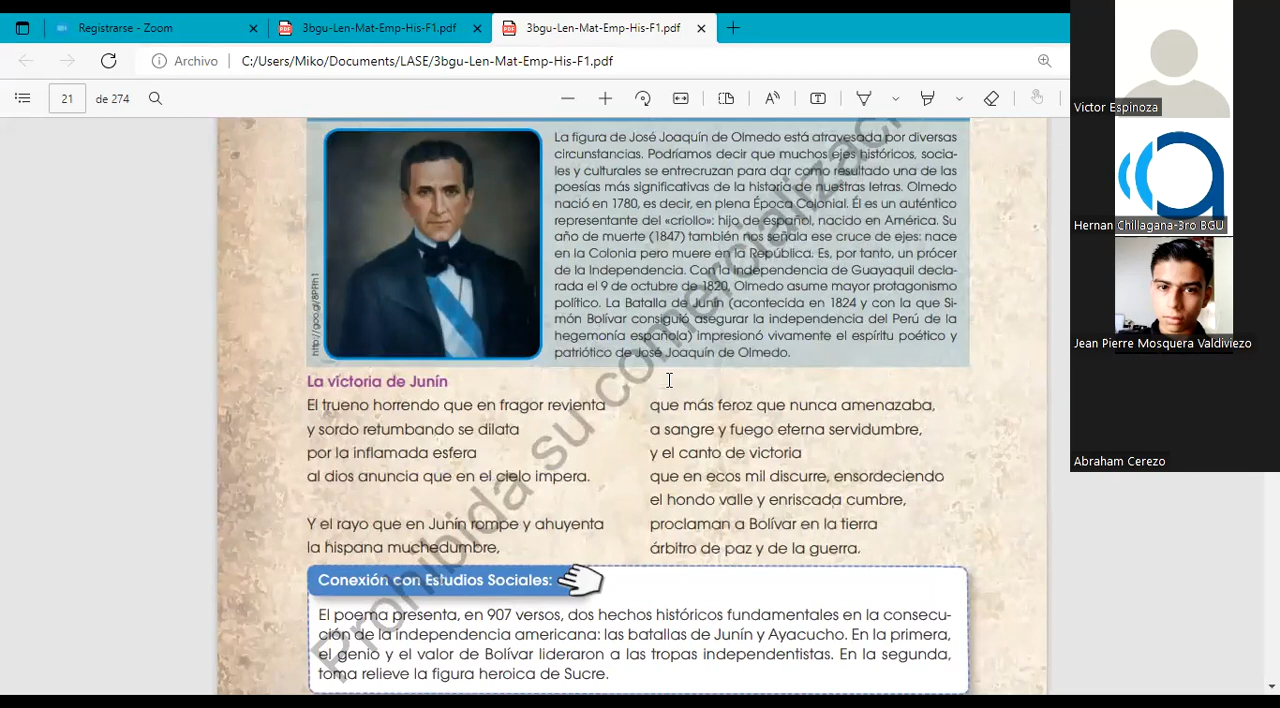 Registrarse - Zoom
3bgu-Len-Mat-Emp-His-F1.pdf
3bgu-Len-Mat-Emp-His-F1.pdf
Archivo
C:/Users/Miko/Documents/LASE/3bgu-Len-Mat-Emp-His-F1.pdf
21 de 274
La figura de José Joaquín de Olmedo está atravesada por diversas
circunstancias. Podríamos decir que muchos ejes históricos, socia-
les y culturales se entrecruzan para dar como resultado una de las
poesías más significativas de la historia de nuestras letras. Olmedo
nació en 1780, es decir, en plena Época Colonial. Él es un auténtico
representante del «criollo»: hijo de español, nacido en América. Su
año de muerte (1847) también nos señala ese cruce de ejes: nace
en la Colonia pero muere en la República. Es, por tanto, un prócer
de la Independencia. Con la independencia de Guayaquil decla-
rada el 9 de octubre de 1820, Olmedo asume mayor protagonismo
político. La Batalla de Junín (acontecida en 1824 y con la que Si-
món Bolívar consiguió asegurar la independencia del Perú de la
hegemonía española) impresionó vivamente el espíritu poético y
patriótico de José Joaquín de Olmedo.
http://goo.gl/8PRh1
La victoria de Junín
El trueno horrendo que en fragor revienta
y sordo retumbando se dilata
por la inflamada esfera
al dios anuncia que en el cielo impera.
Y el rayo que en Junín rompe y ahuyenta
la hispana muchedumbre,
que más feroz que nunca amenazaba,
a sangre y fuego eterna servidumbre,
y el canto de victoria
que en ecos mil discurre, ensordeciendo
el hondo valle y enriscada cumbre,
proclaman a Bolívar en la tierra
árbitro de paz y de la guerra.
Conexión con Estudios Sociales:
El poema presenta, en 907 versos, dos hechos históricos fundamentales en la consecu-
ción de la independencia americana: las batallas de Junín y Ayacucho. En la primera,
el genio y el valor de Bolívar lideraron a las tropas independentistas. En la segunda,
toma relieve la figura heroica de Sucre.
Prohibida su comercializac
Victor Espinoza
Hernan Chillagana-3ro BGU
Jean Pierre Mosquera Valdiviezo
Abraham Cerezo